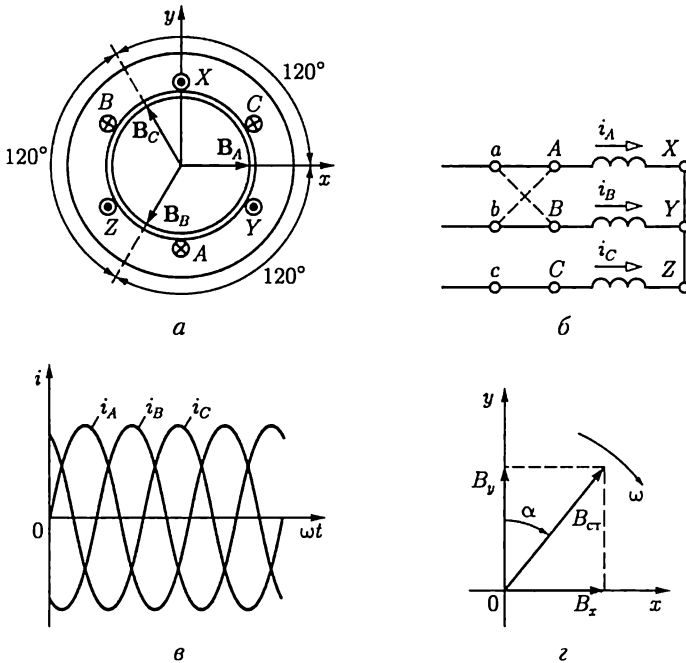 y
120°
X
B
C
B_C
B_A
120°
x
B_B
Z
Y
A
120°
а
i_A
a
A
X
i_B
b
B
Y
i_C
c
C
Z
б
i
i_A
i_B
i_C
0
ωt
в
y
B_y
α
B_ст
ω
0
B_x
x
г